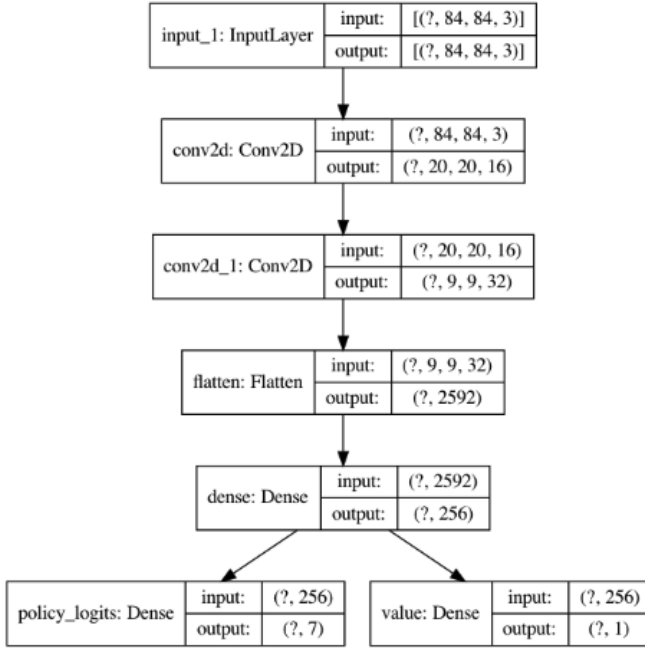 input_1: InputLayer
input: [(?, 84, 84, 3)]
output: [(?, 84, 84, 3)]
conv2d: Conv2D
input: (?, 84, 84, 3)
output: (?, 20, 20, 16)
conv2d_1: Conv2D
input: (?, 20, 20, 16)
output: (?, 9, 9, 32)
flatten: Flatten
input: (?, 9, 9, 32)
output: (?, 2592)
dense: Dense
input: (?, 2592)
output: (?, 256)
policy_logits: Dense
input: (?, 256)
output: (?, 7)
value: Dense
input: (?, 256)
output: (?, 1)